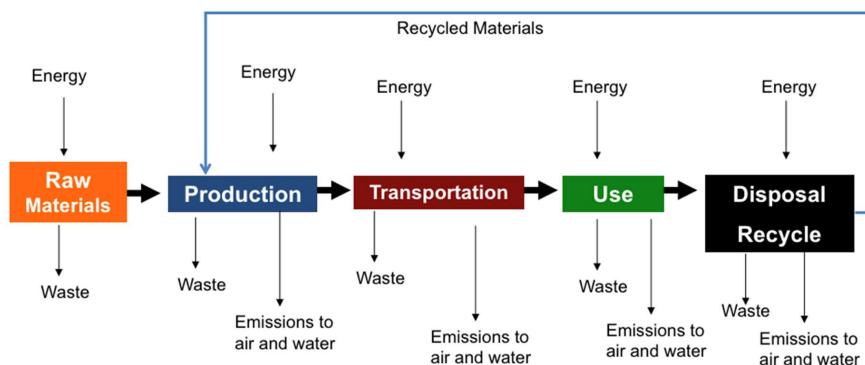 Recycled Materials
Energy
Energy
Energy
Energy
Energy
Raw
Materials
Production
Transportation
Use
Disposal
Recycle
Waste
Waste
Emissions to
air and water
Waste
Emissions to
air and water
Waste
Emissions to
air and water
Waste
Emissions to
air and water